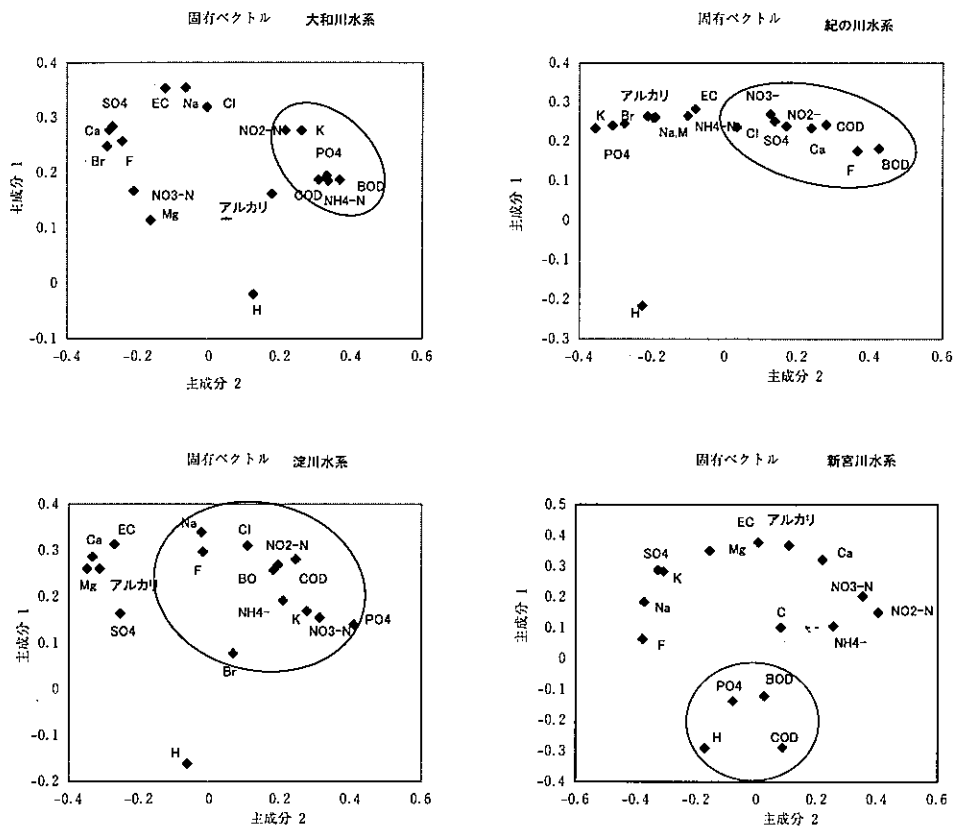 固有ベクトル 大和川水系
0.4
0.3
0.2
0.1
0
-0.1
主成分 1
SO4
EC
Na
Cl
Ca
Br
F
NO2-N
K
PO4
NO3-N
Mg
アルカリ
COD
BOD
NH4-N
H
-0.4 -0.2 0 0.2 0.4 0.6
主成分 2
固有ベクトル 紀の川水系
0.4
0.3
0.2
0.1
0
-0.1
-0.2
-0.3
主成分 1
アルカリ
EC
NO3-
K
Br
Na,M
NH4-N
Cl
NO2-
COD
PO4
SO4
Ca
F
BOD
H
-0.4 -0.2 0 0.2 0.4 0.6
主成分 2
固有ベクトル 淀川水系
0.4
0.3
0.2
0.1
0
-0.1
-0.2
主成分 1
Ca
EC
Na
Cl
F
NO2-N
BO
COD
Mg
アルカリ
SO4
NH4-
K
NO3-N
PO4
Br
H
-0.4 -0.2 0 0.2 0.4 0.6
主成分 2
固有ベクトル 新宮川水系
0.5
0.4
0.3
0.2
0.1
0
-0.1
-0.2
-0.3
-0.4
主成分 1
EC
アルカリ
Mg
Ca
SO4
K
Na
NO3-N
NO2-N
F
C
NH4-
PO4
BOD
H
COD
-0.6 -0.4 -0.2 0 0.2 0.4 0.6
主成分 2